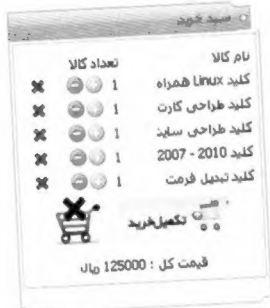 سبد خرید
نام کالا تعداد کالا
کلید Linux همراه 1
کلید طراحی کارت 1
کلید طراحی سایت 1
کلید 2010 - 2007 1
کلید تبدیل فرمت 1
تکمیل خرید
قیمت کل : 125000 ریال